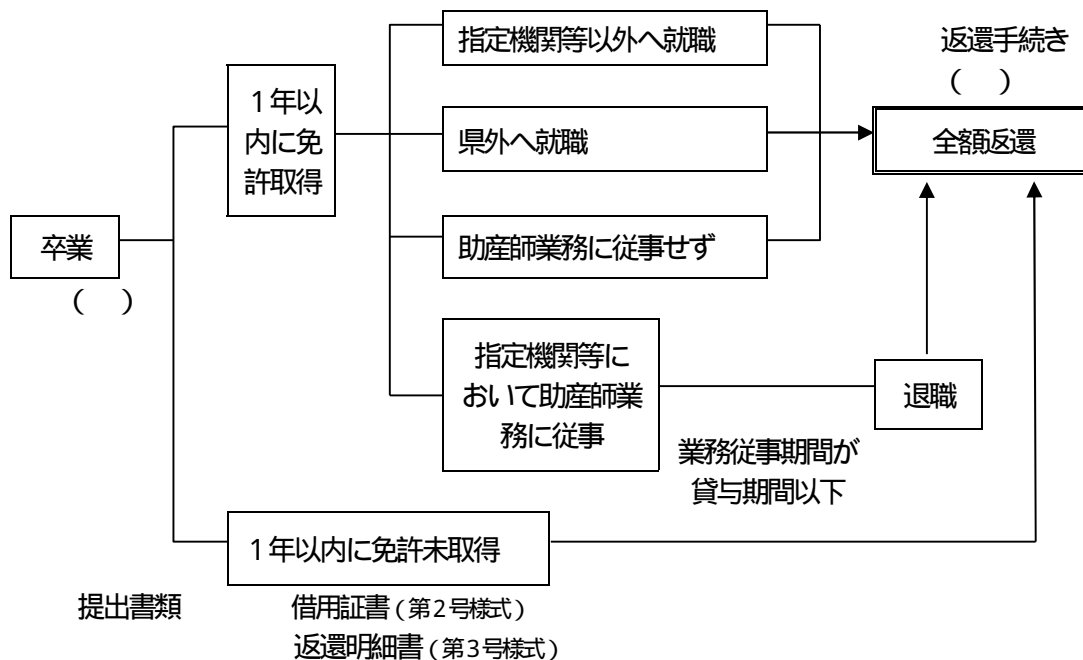 指定機関等以外へ就職
返還手続き
( )
1年以
内に免
許取得
県外へ就職
全額返還
卒業
( )
助産師業務に従事せず
指定機関等に
おいて助産師業
務に従事
退職
業務従事期間が
貸与期間以下
1年以内に免許未取得
提出書類
借用証書(第2号様式)
返還明細書(第3号様式)